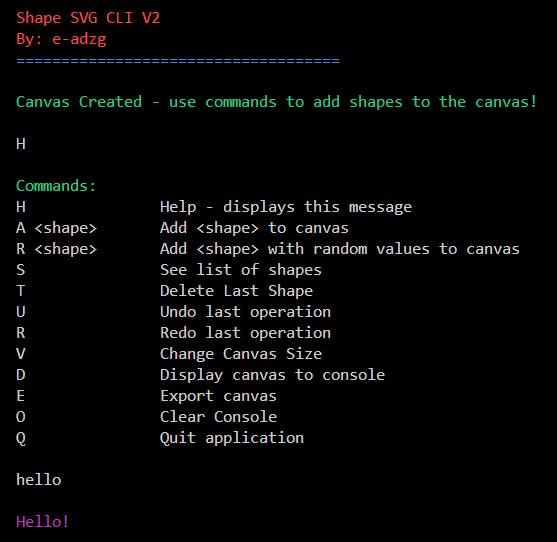 Shape SVG CLI V2
By: e-adzg
====================================
Canvas Created - use commands to add shapes to the canvas!
H
Commands:
H Help - displays this message
A <shape> Add <shape> to canvas
R <shape> Add <shape> with random values to canvas
S See list of shapes
T Delete Last Shape
U Undo last operation
R Redo last operation
V Change Canvas Size
D Display canvas to console
E Export canvas
O Clear Console
Q Quit application
hello
Hello!